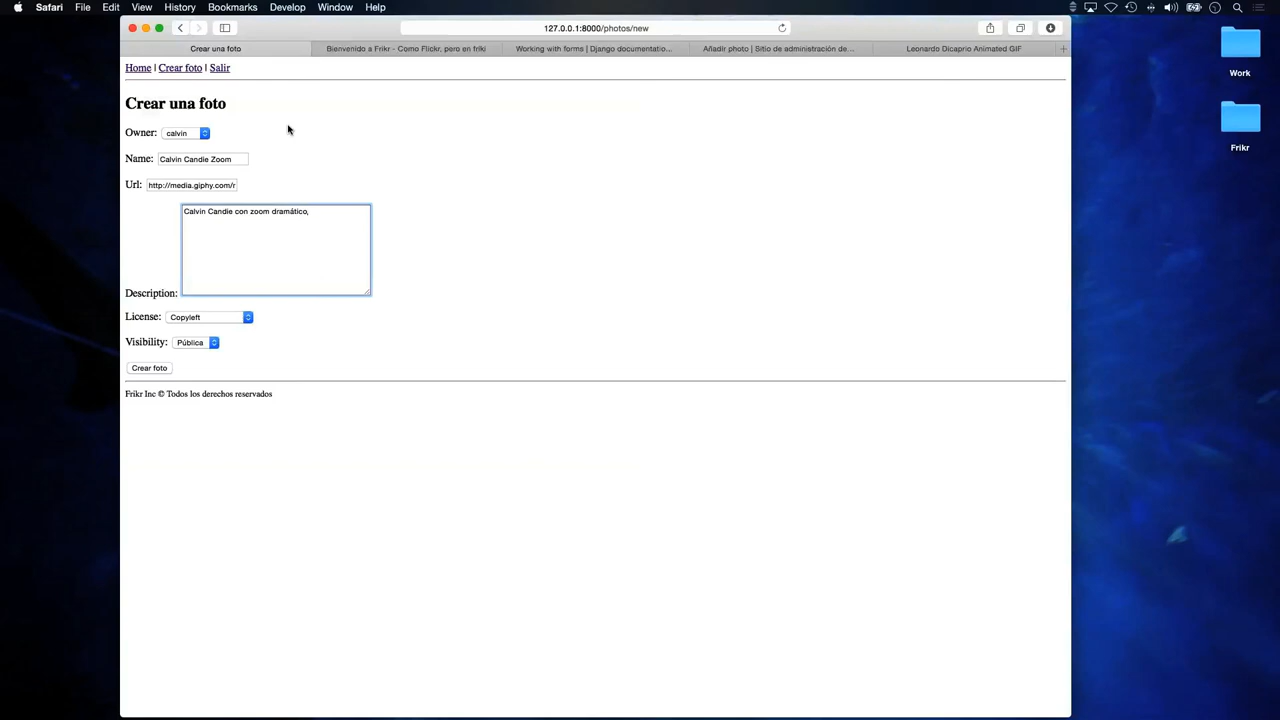 Safari File Edit View History Bookmarks Develop Window Help
127.0.0.1:8000/photos/new
Crear una foto
Bienvenido a Frikr - Como Flickr, pero en friki
Working with forms | Django documentatio...
Añadir photo | Sitio de administración de...
Leonardo Dicaprio Animated GIF
Work
Frikr
Home | Crear foto | Salir
Crear una foto
Owner: calvin
Name: Calvin Candie Zoom
Url: http://media.giphy.com/r
Calvin Candie con zoom dramático,
Description:
License: Copyleft
Visibility: Pública
Crear foto
Frikr Inc © Todos los derechos reservados